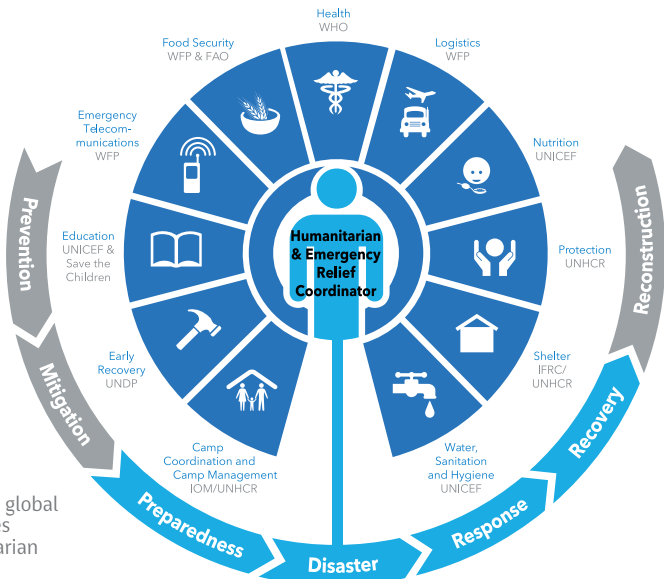 Health
WHO
Food Security
WFP & FAO
Logistics
WFP
Emergency
Telecom-
munications
WFP
Nutrition
UNICEF
Education
UNICEF &
Save the
Children
Protection
UNHCR
Humanitarian
& Emergency
Relief
Coordinator
Early
Recovery
UNDP
Shelter
IFRC/
UNHCR
Camp
Coordination and
Camp Management
IOM/UNHCR
Water,
Sanitation
and Hygiene
UNICEF
Prevention
Mitigation
Preparedness
Disaster
Response
Recovery
Reconstruction
global
es
arian